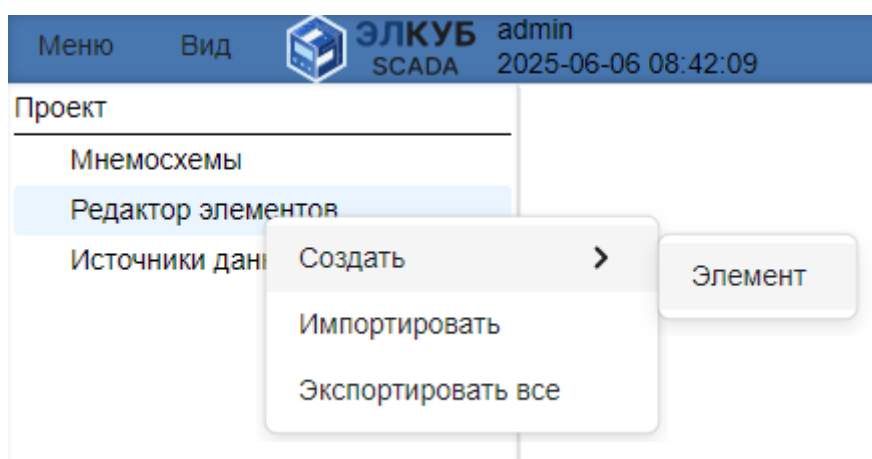 Меню Вид ЭЛКУБ admin
SCADA 2025-06-06 08:42:09
Проект
Мнемосхемы
Редактор элементов
Источники
Создать
Элемент
Импортировать
Экспортировать все